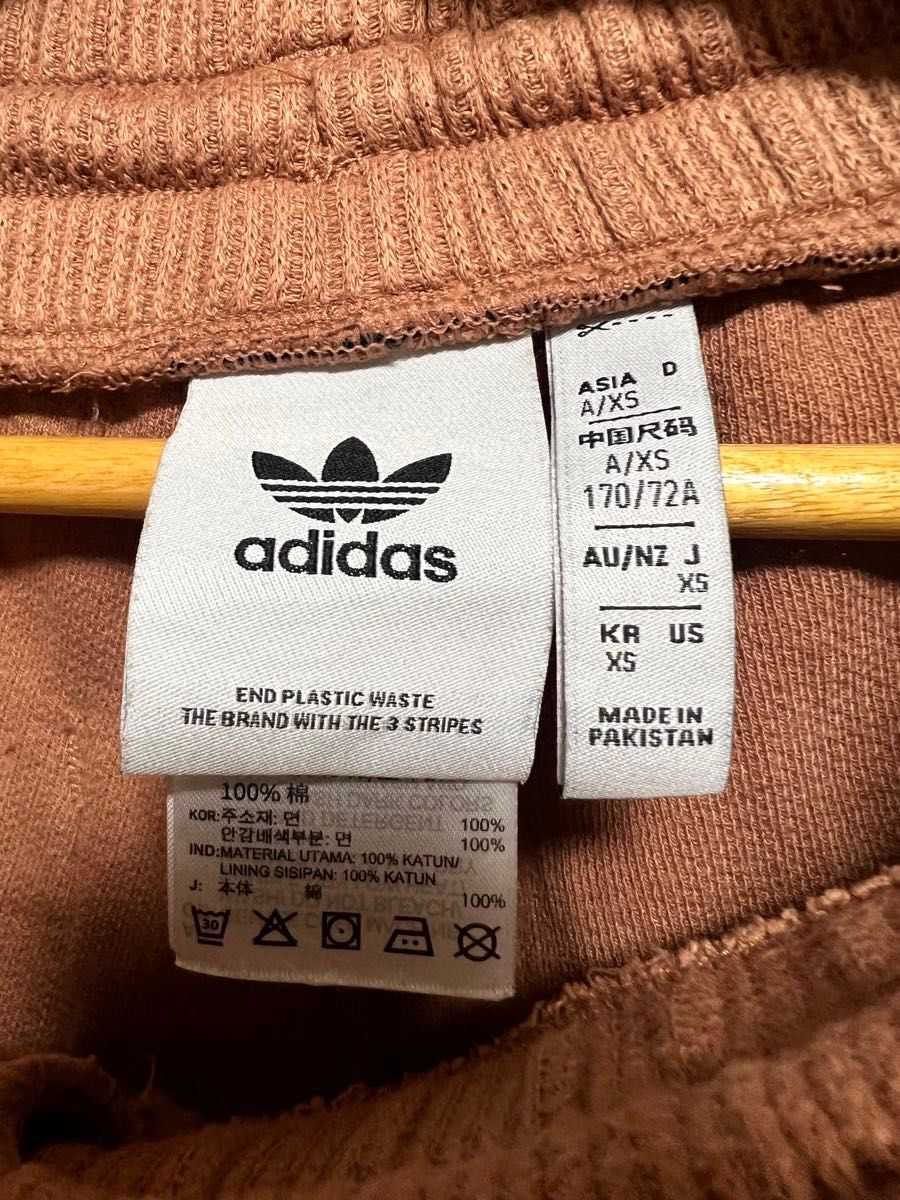 adidas
END PLASTIC WASTE
THE BRAND WITH THE 3 STRIPES
ASIA D
A/XS
中国尺码
A/XS
170/72A
AU/NZ J
XS
KR US
XS
MADE IN
PAKISTAN
100% 棉
KOR:주소재: 면 100%
안감배색부분: 면 100%
IND:MATERIAL UTAMA: 100% KATUN/
LINING SISIPAN: 100% KATUN
J: 本体 綿 100%
30